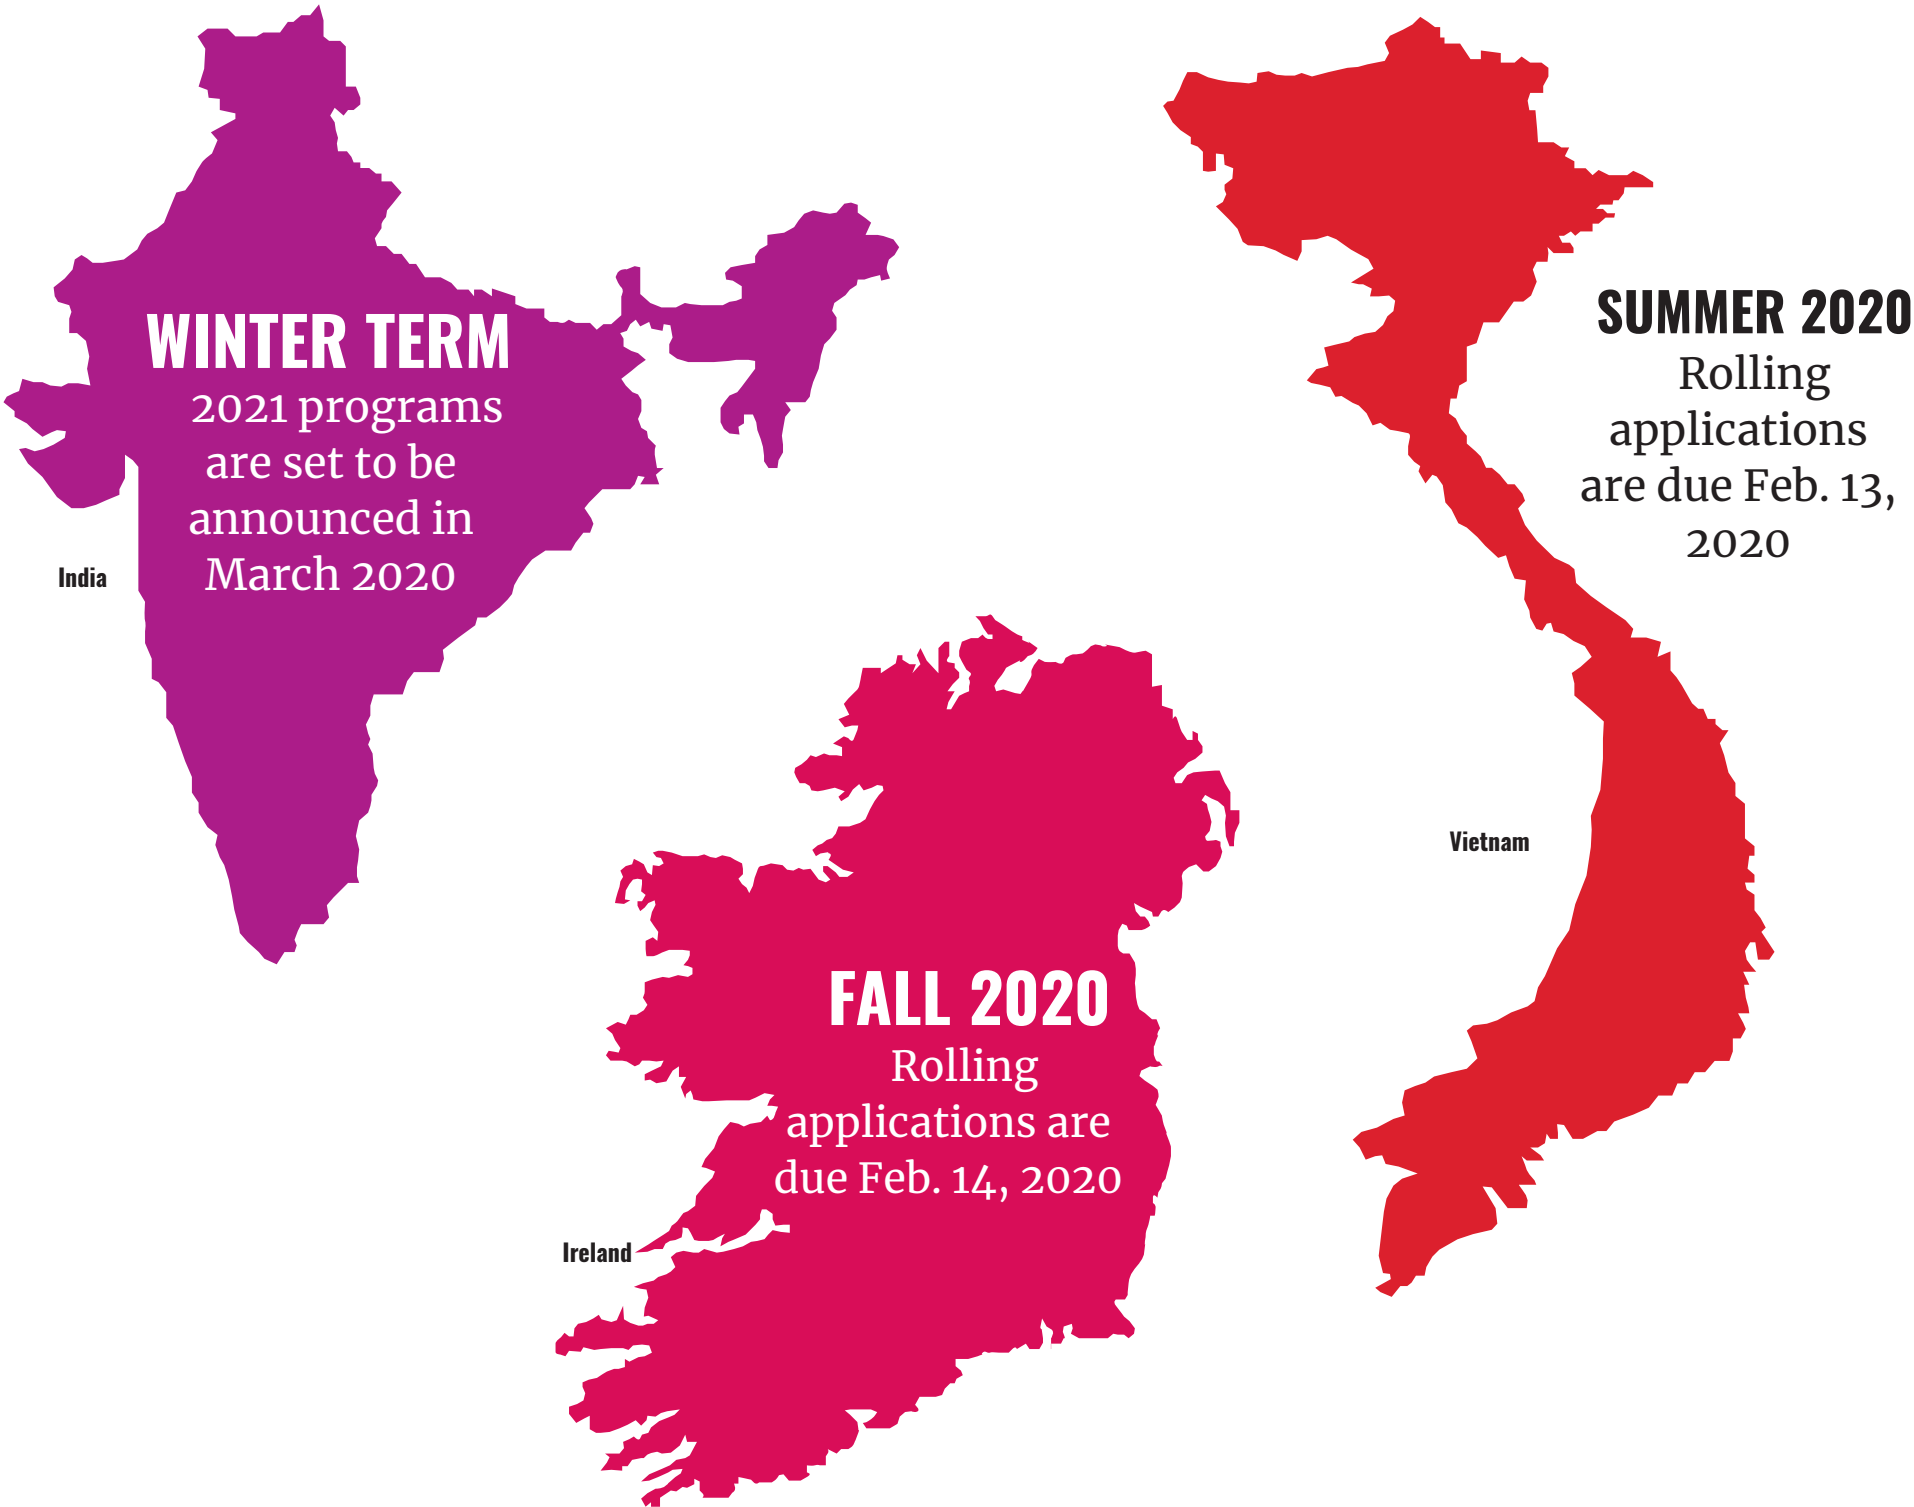 WINTER TERM
2021 programs
are set to be
announced in
March 2020
India
SUMMER 2020
Rolling
applications
are due Feb. 13,
2020
Vietnam
FALL 2020
Rolling
applications are
due Feb. 14, 2020
Ireland